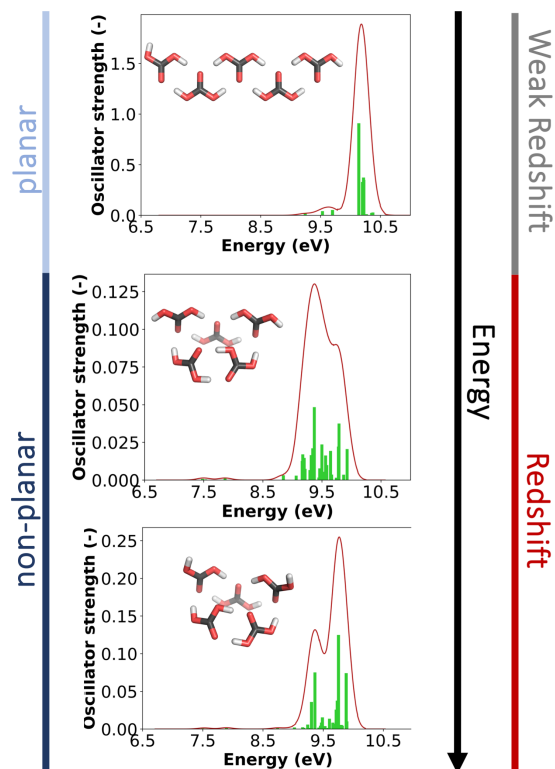 planar
non-planar
Oscillator strength (-)
1.5
1.0
0.5
0.0
6.5
7.5
8.5
9.5
10.5
Energy (eV)
Oscillator strength (-)
0.125
0.100
0.075
0.050
0.025
0.000
6.5
7.5
8.5
9.5
10.5
Energy (eV)
Oscillator strength (-)
0.25
0.20
0.15
0.10
0.05
0.00
6.5
7.5
8.5
9.5
10.5
Energy (eV)
Energy
Weak Redshift
Redshift